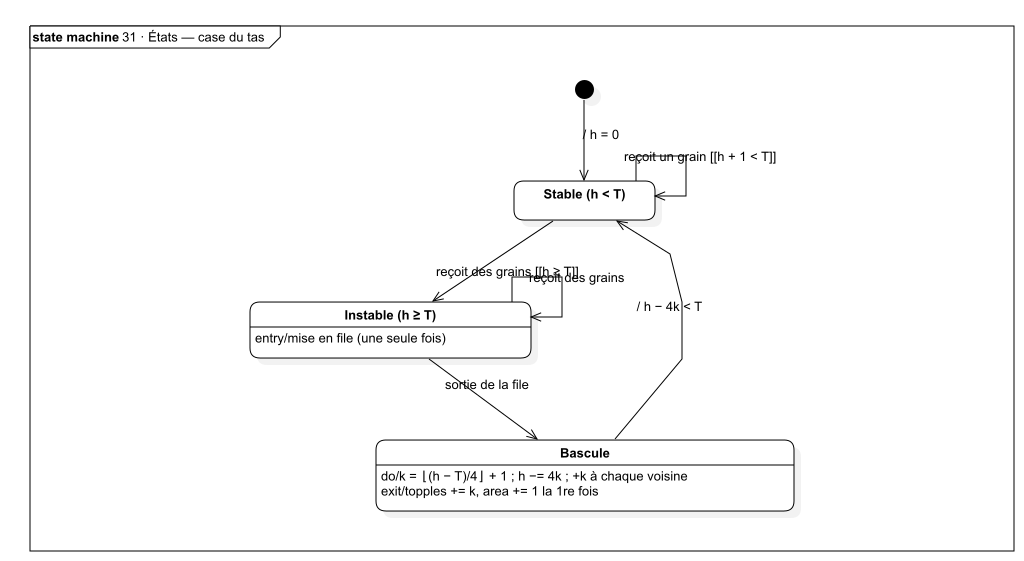 state machine 31 · États — case du tas
/ h = 0
reçoit un grain [[h + 1 < T]]
Stable (h < T)
reçoit des grains [[h ≥ T]]
reçoit des grains
/ h − 4k < T
Instable (h ≥ T)
entry/mise en file (une seule fois)
sortie de la file
Bascule
do/k = ⌊(h − T)/4⌋ + 1 ; h −= 4k ; +k à chaque voisine
exit/topples += k, area += 1 la 1re fois